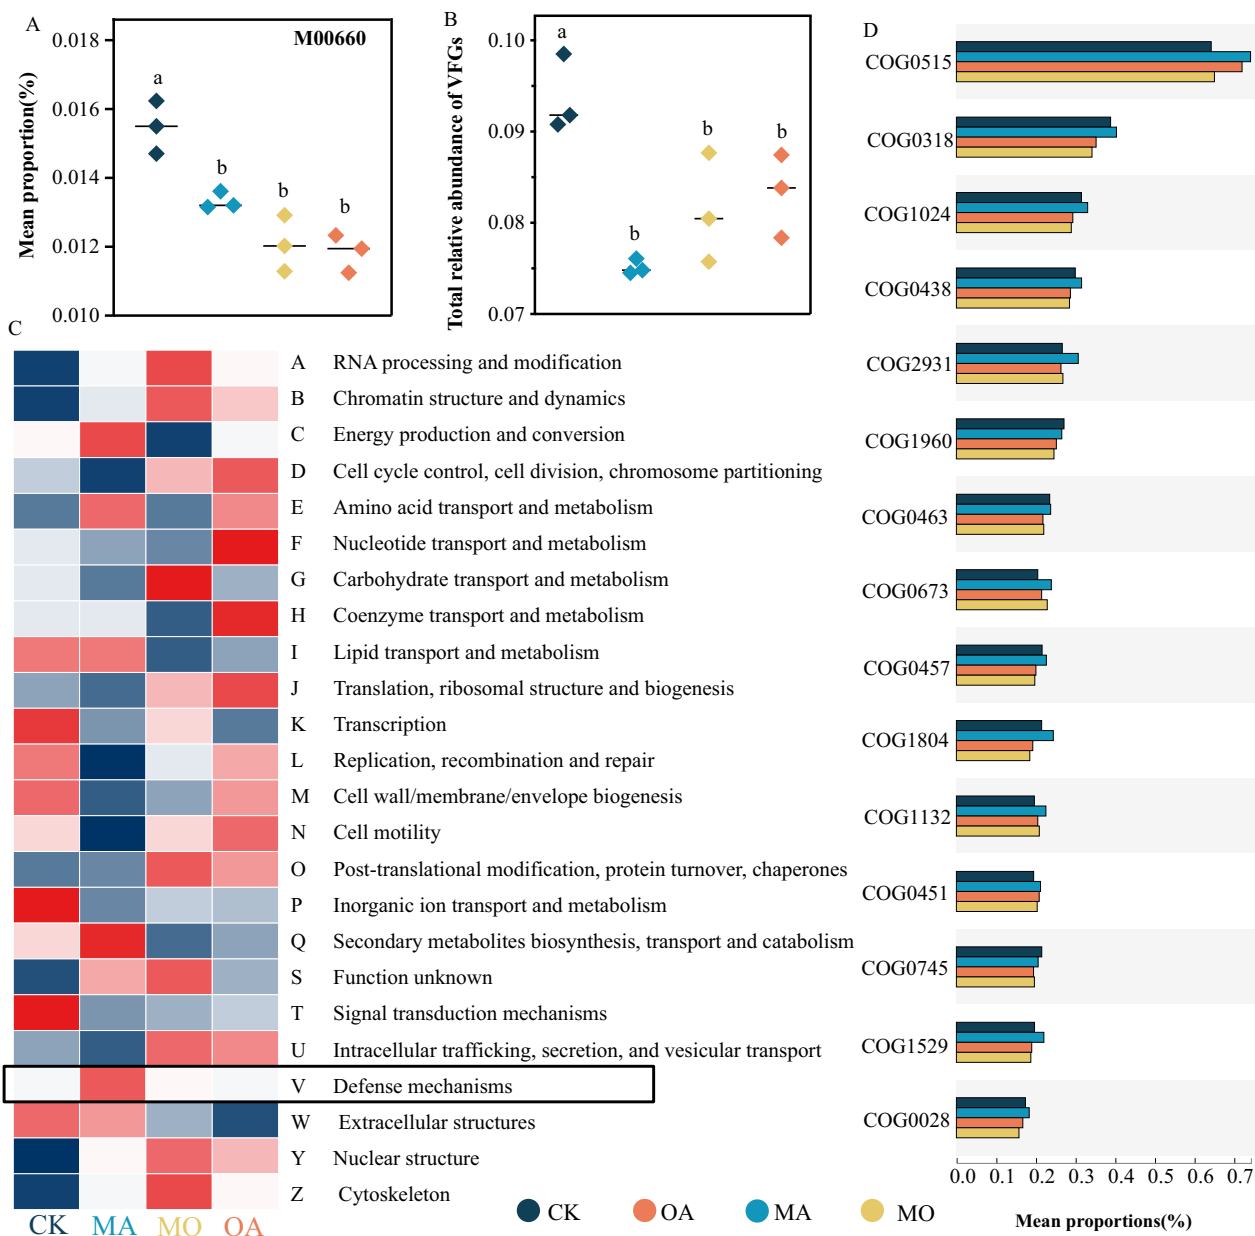 A
M00660
Mean proportion(%)
0.018
0.016
0.014
0.012
0.010
a
b
b
b
B
Total relative abundance of VFGs
0.10
0.09
0.08
0.07
a
b
b
b
C
A RNA processing and modification
B Chromatin structure and dynamics
C Energy production and conversion
D Cell cycle control, cell division, chromosome partitioning
E Amino acid transport and metabolism
F Nucleotide transport and metabolism
G Carbohydrate transport and metabolism
H Coenzyme transport and metabolism
I Lipid transport and metabolism
J Translation, ribosomal structure and biogenesis
K Transcription
L Replication, recombination and repair
M Cell wall/membrane/envelope biogenesis
N Cell motility
O Post-translational modification, protein turnover, chaperones
P Inorganic ion transport and metabolism
Q Secondary metabolites biosynthesis, transport and catabolism
S Function unknown
T Signal transduction mechanisms
U Intracellular trafficking, secretion, and vesicular transport
V Defense mechanisms
W Extracellular structures
Y Nuclear structure
Z Cytoskeleton
CK MA MO OA
D
COG0515
COG0318
COG1024
COG0438
COG2931
COG1960
COG0463
COG0673
COG0457
COG1804
COG1132
COG0451
COG0745
COG1529
COG0028
0.0 0.1 0.2 0.3 0.4 0.5 0.6 0.7
Mean proportions(%)
CK OA MA MO